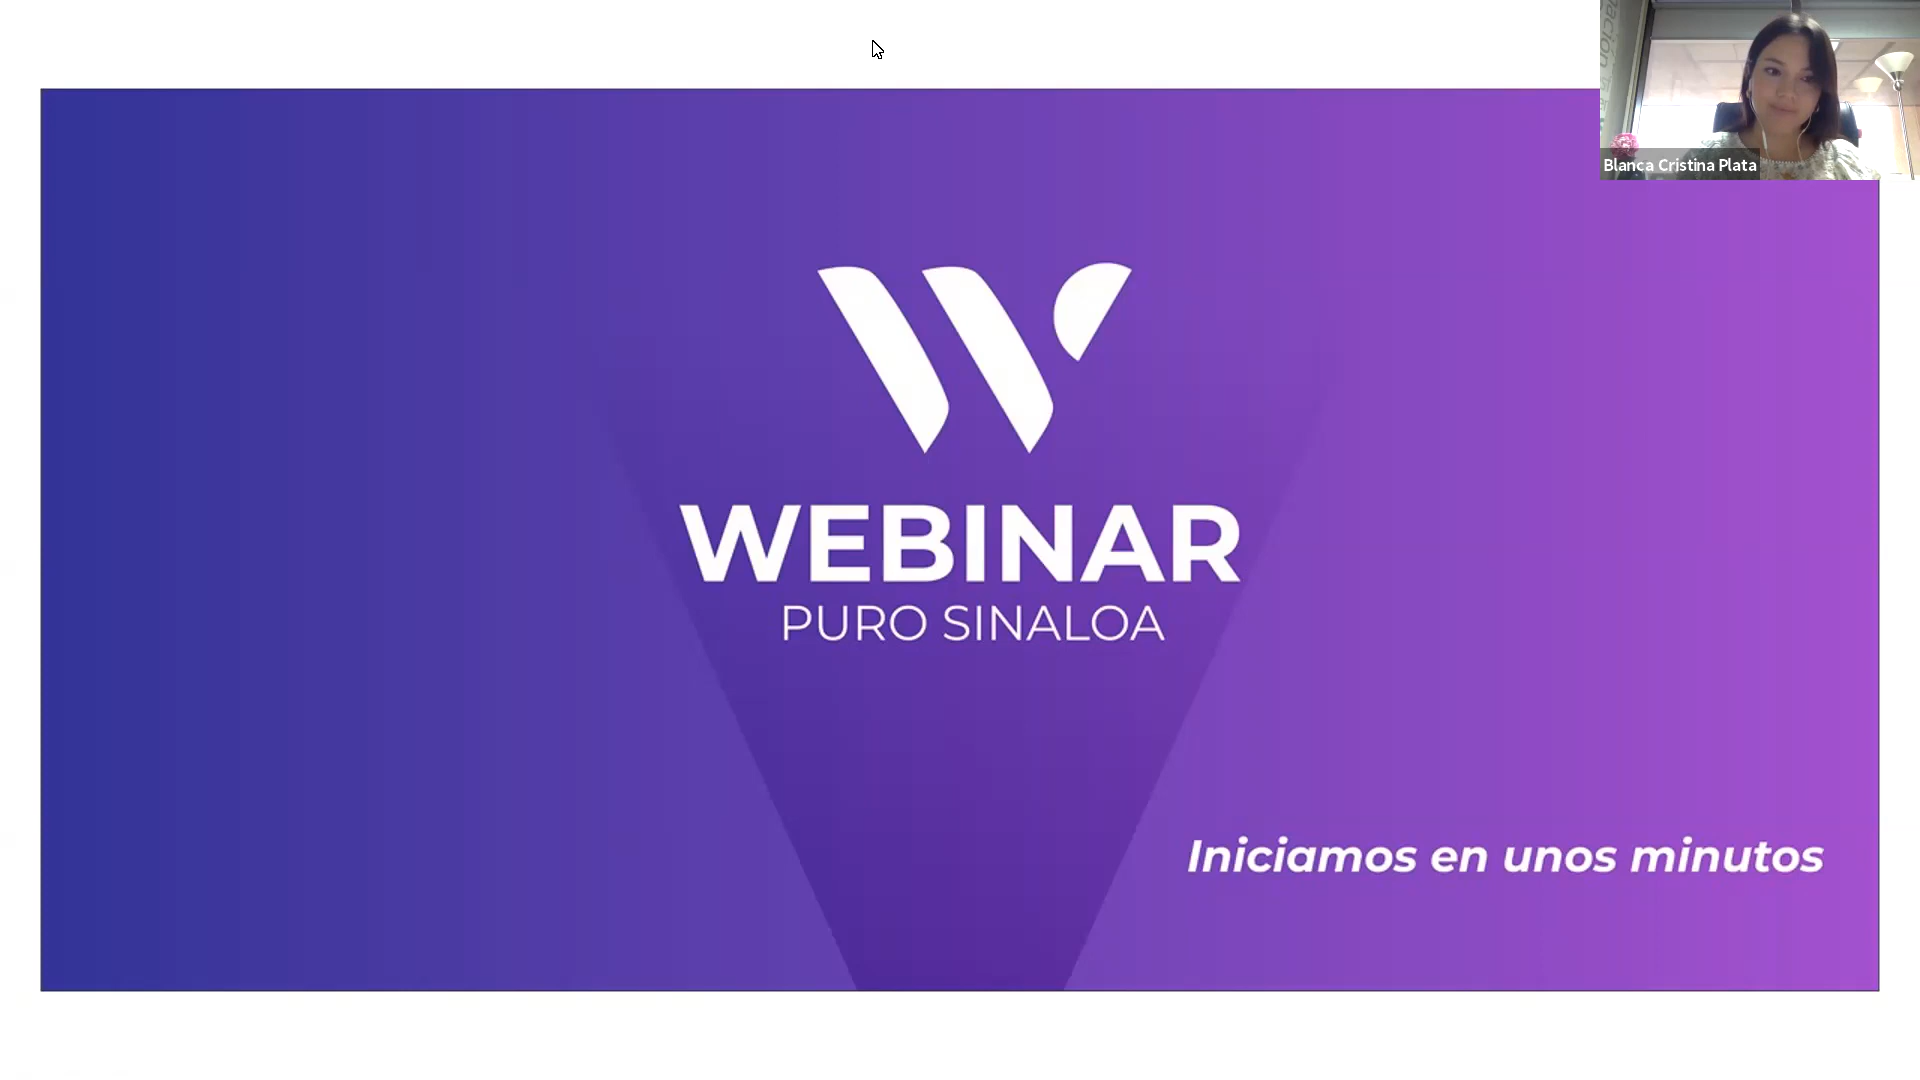 Blanca Cristina Plata
WEBINAR
PURO SINALOA
Iniciamos en unos minutos